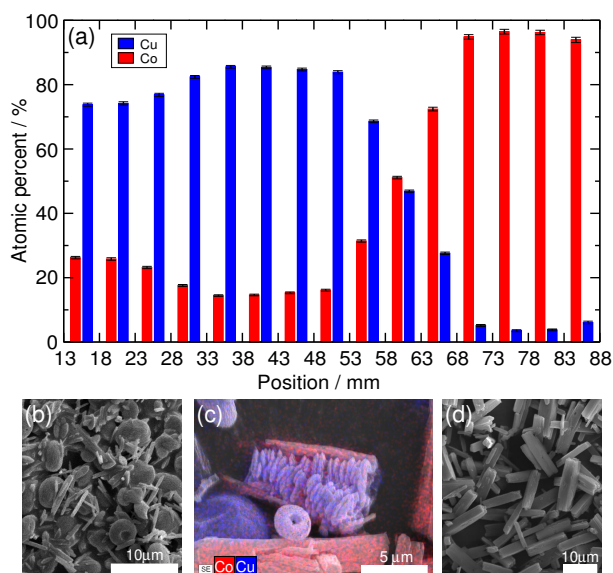 (a)
Cu
Co
Atomic percent / %
100
80
60
40
20
0
13 18 23 28 33 38 43 48 53 58 63 68 73 78 83 88
Position / mm
(b)
10μm
(c)
SE Co Cu
5 μm
(d)
10μm